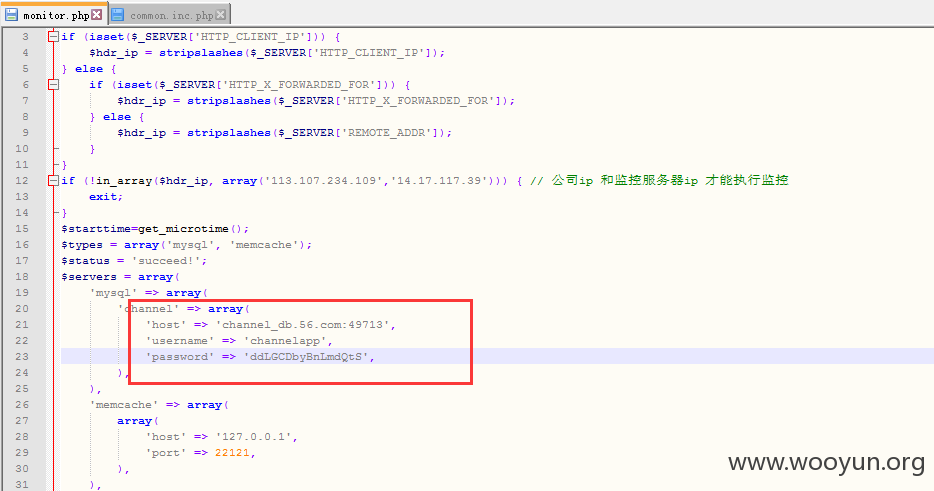 monitor.php common.inc.php
3 if (isset($_SERVER['HTTP_CLIENT_IP'])) {
4 $hdr_ip = stripslashes($_SERVER['HTTP_CLIENT_IP']);
5 } else {
6 if (isset($_SERVER['HTTP_X_FORWARDED_FOR'])) {
7 $hdr_ip = stripslashes($_SERVER['HTTP_X_FORWARDED_FOR']);
8 } else {
9 $hdr_ip = stripslashes($_SERVER['REMOTE_ADDR']);
10 }
11 }
12 if (!in_array($hdr_ip, array('113.107.234.109','14.17.117.39'))) { // 公司ip 和监控服务器ip 才能执行监控
13 exit;
14 }
15 $starttime=get_microtime();
16 $types = array('mysql', 'memcache');
17 $status = 'succeed!';
18 $servers = array(
19 'mysql' => array(
20 'channel' => array(
21 'host' => 'channel_db.56.com:49713',
22 'username' => 'channelapp',
23 'password' => 'ddLGCDbyBnLmdQtS',
24 ),
25 ),
26 'memcache' => array(
27 array(
28 'host' => '127.0.0.1',
29 'port' => 22121,
30 ),
31 ),
www.wooyun.org